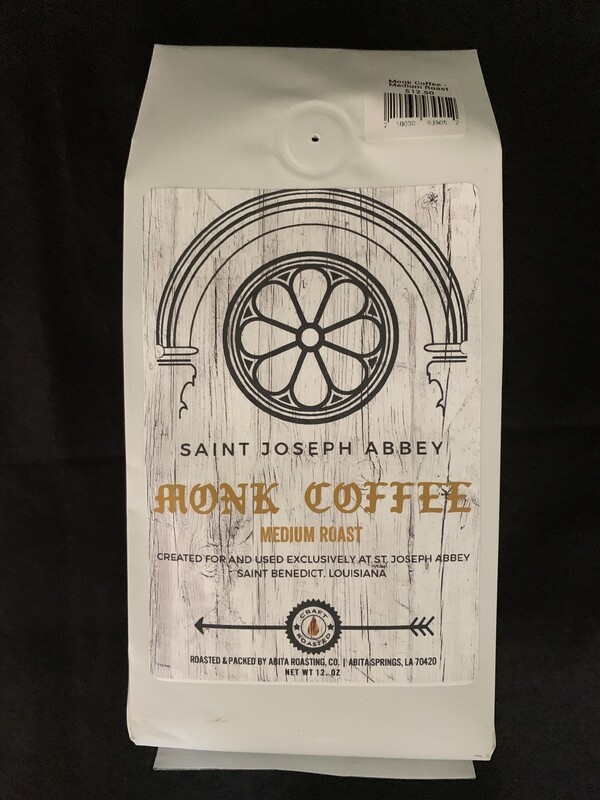 Monk Coffee -
Medium Roast
$12.50
SAINT JOSEPH ABBEY
MONK COFFEE
MEDIUM ROAST
CREATED FOR AND USED EXCLUSIVELY AT ST. JOSEPH ABBEY
SAINT BENEDICT, LOUISIANA
CRAFT
ROASTED
ROASTED & PACKED BY ABITA ROASTING, CO. | ABITA SPRINGS, LA 70420
NET WT 12.. OZ